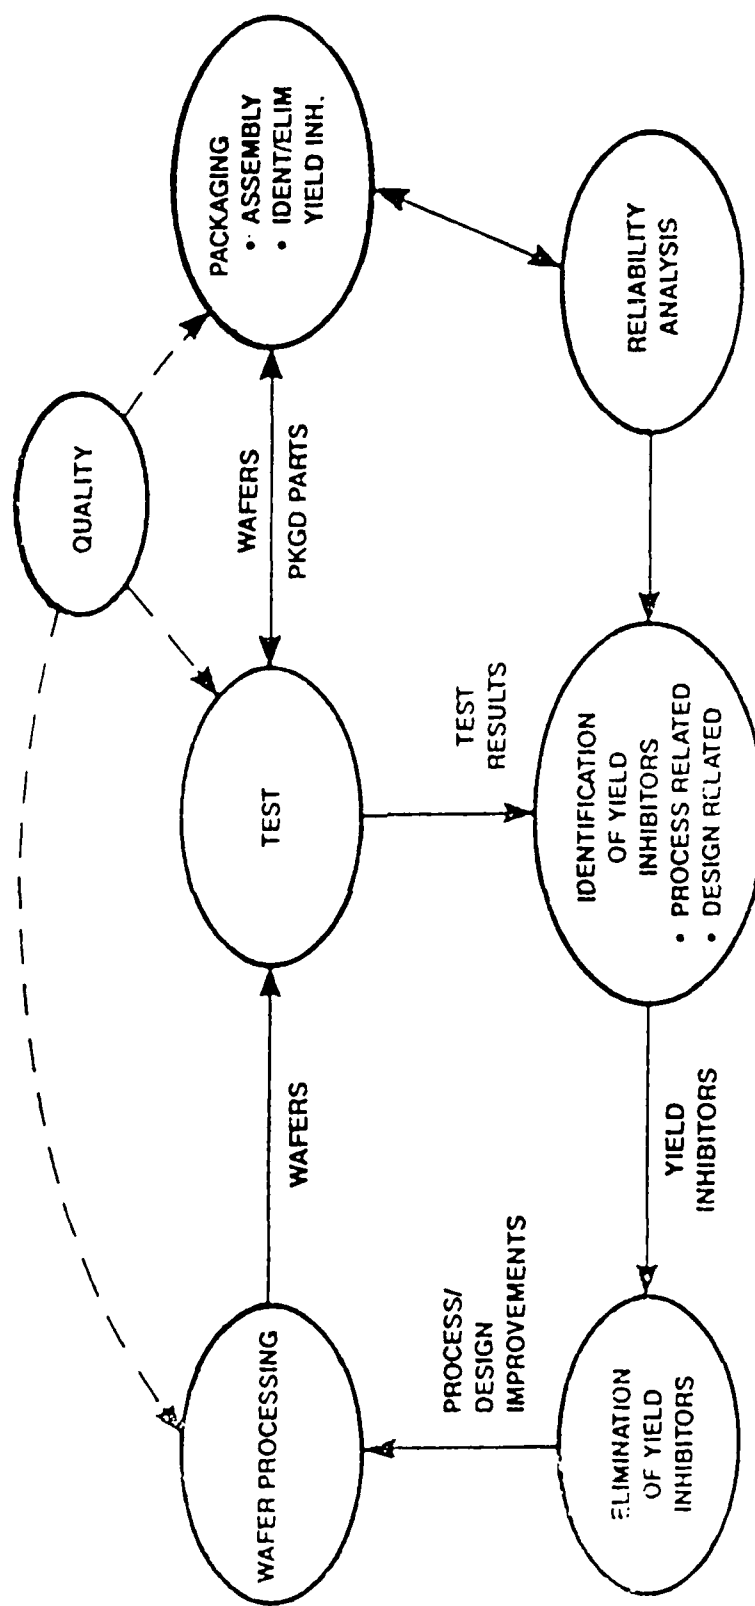 QUALITY
WAFER PROCESSING
WAFERS
TEST
WAFERS
PKGD PARTS
PACKAGING
• ASSEMBLY
• IDENT/ELIM
YIELD INH.
PROCESS/
DESIGN
IMPROVEMENTS
TEST
RESULTS
ELIMINATION
OF YIELD
INHIBITORS
YIELD
INHIBITORS
IDENTIFICATION
OF YIELD
INHIBITORS
• PROCESS RELATED
• DESIGN RELATED
RELIABILITY
ANALYSIS